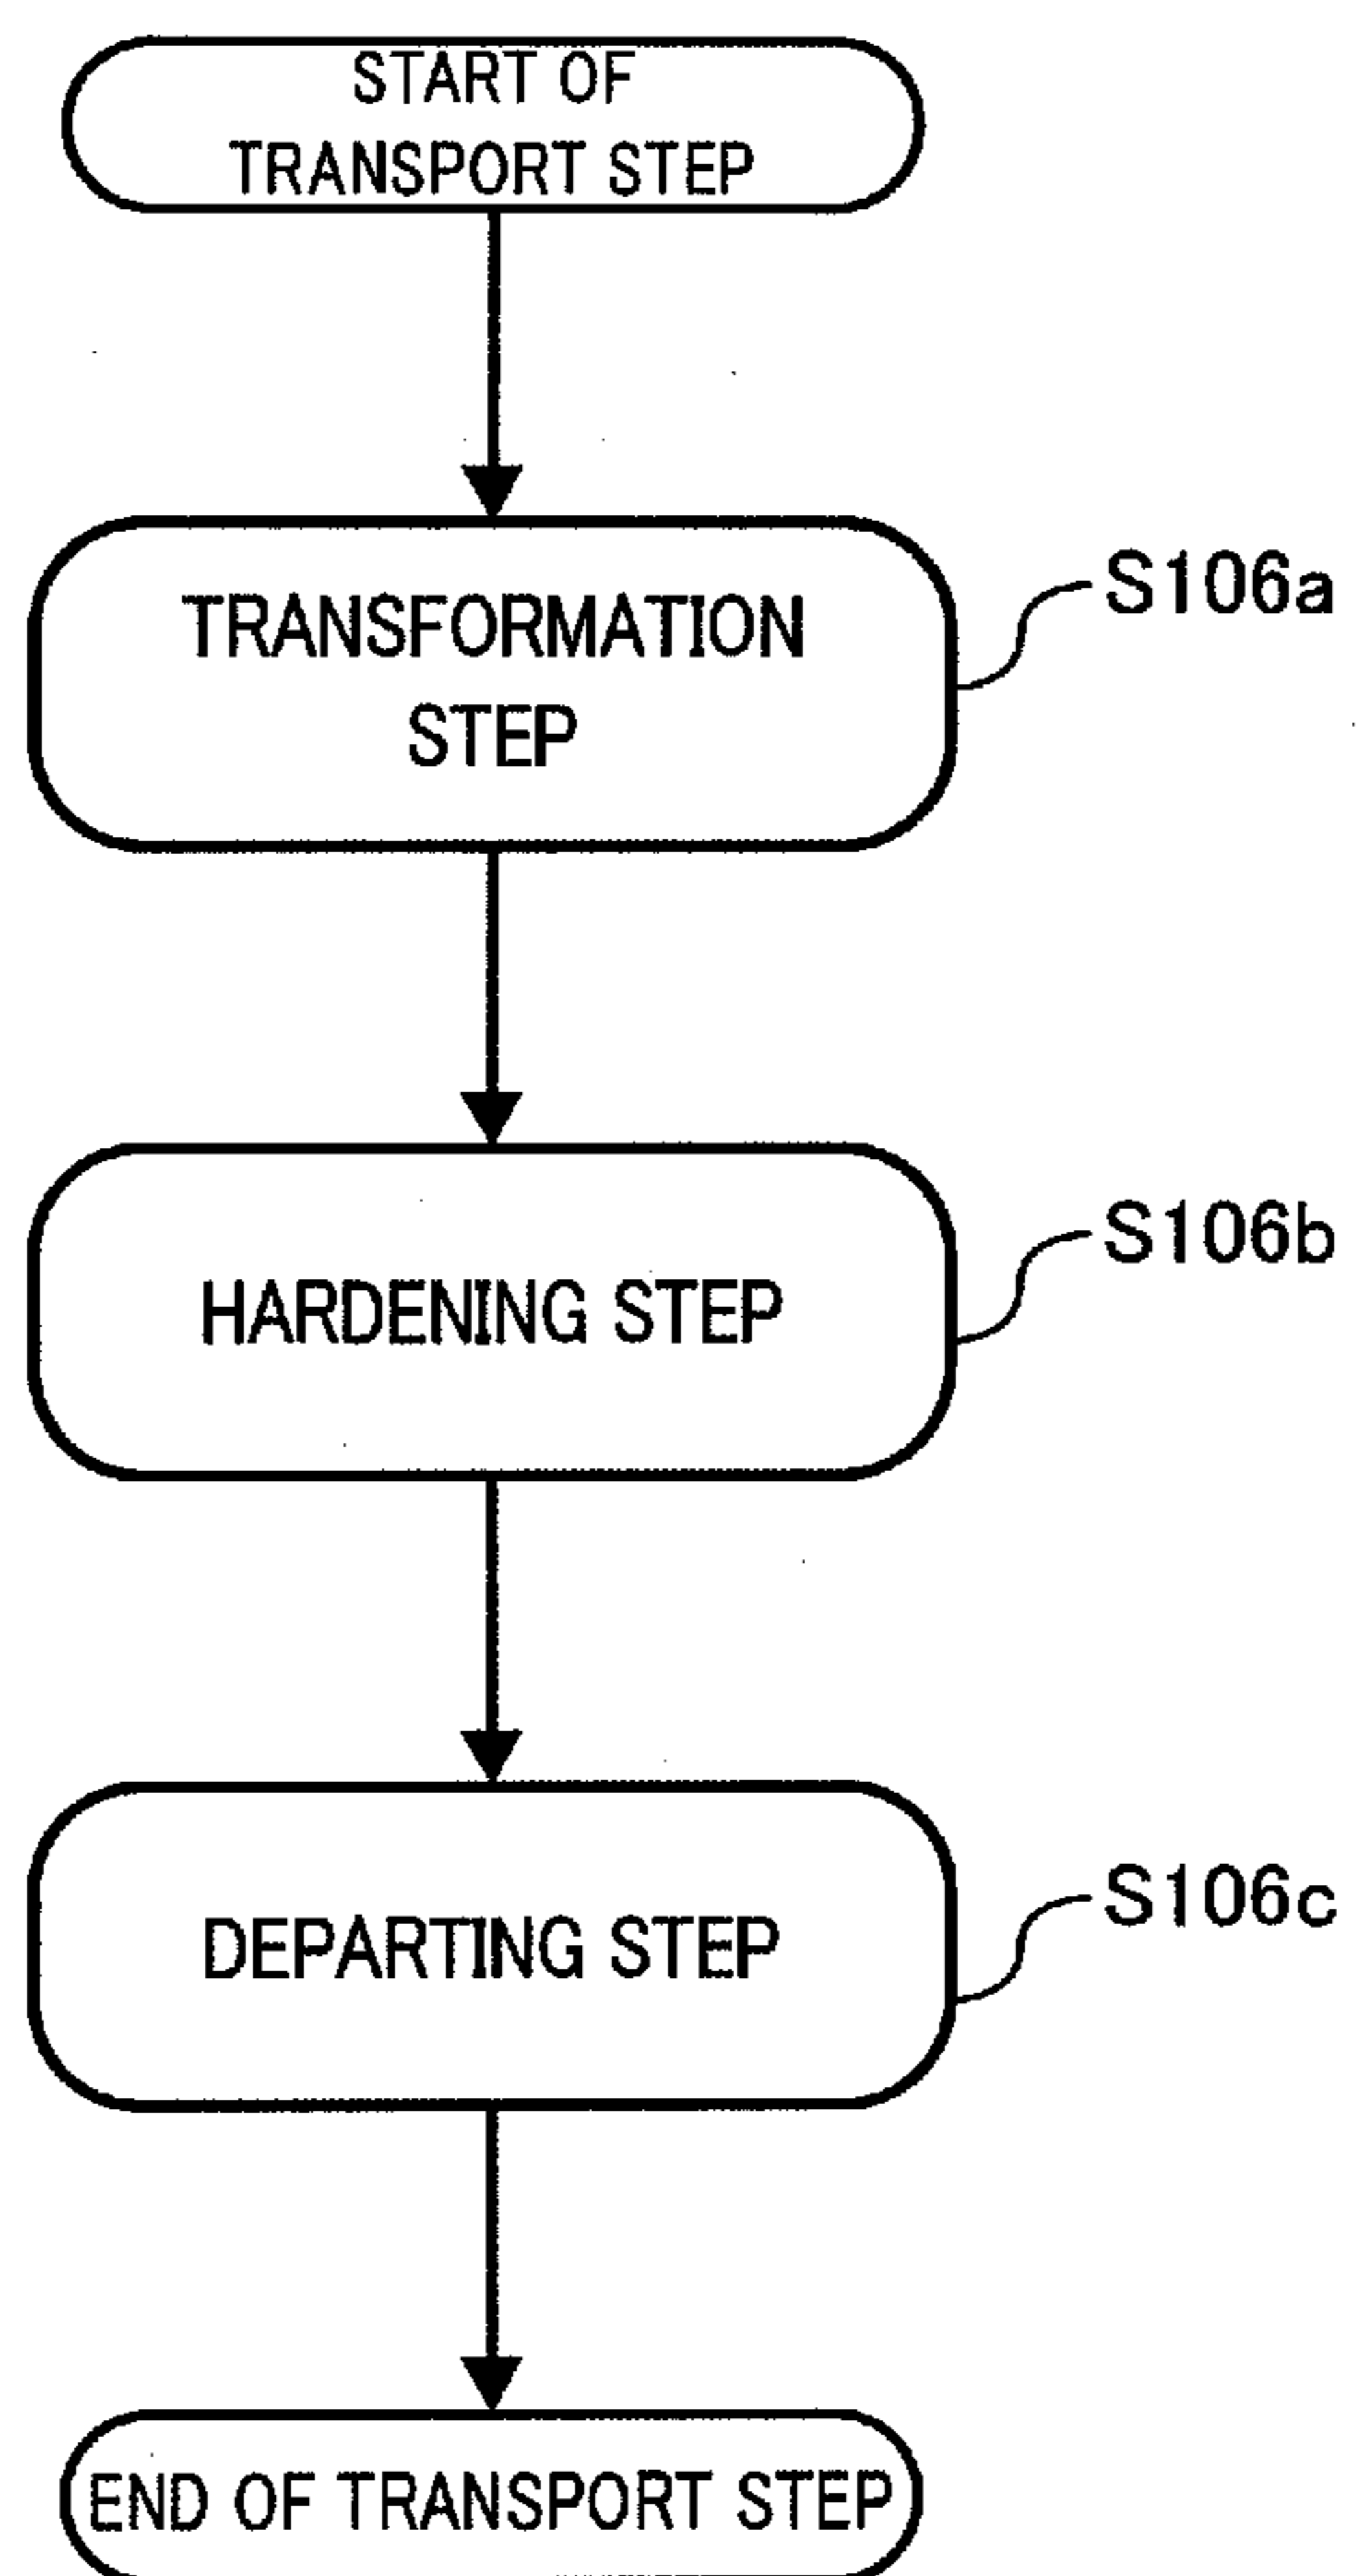 START OF
TRANSPORT STEP
TRANSFORMATION
STEP
S106a
HARDENING STEP
S106b
DEPARTING STEP
S106c
END OF TRANSPORT STEP